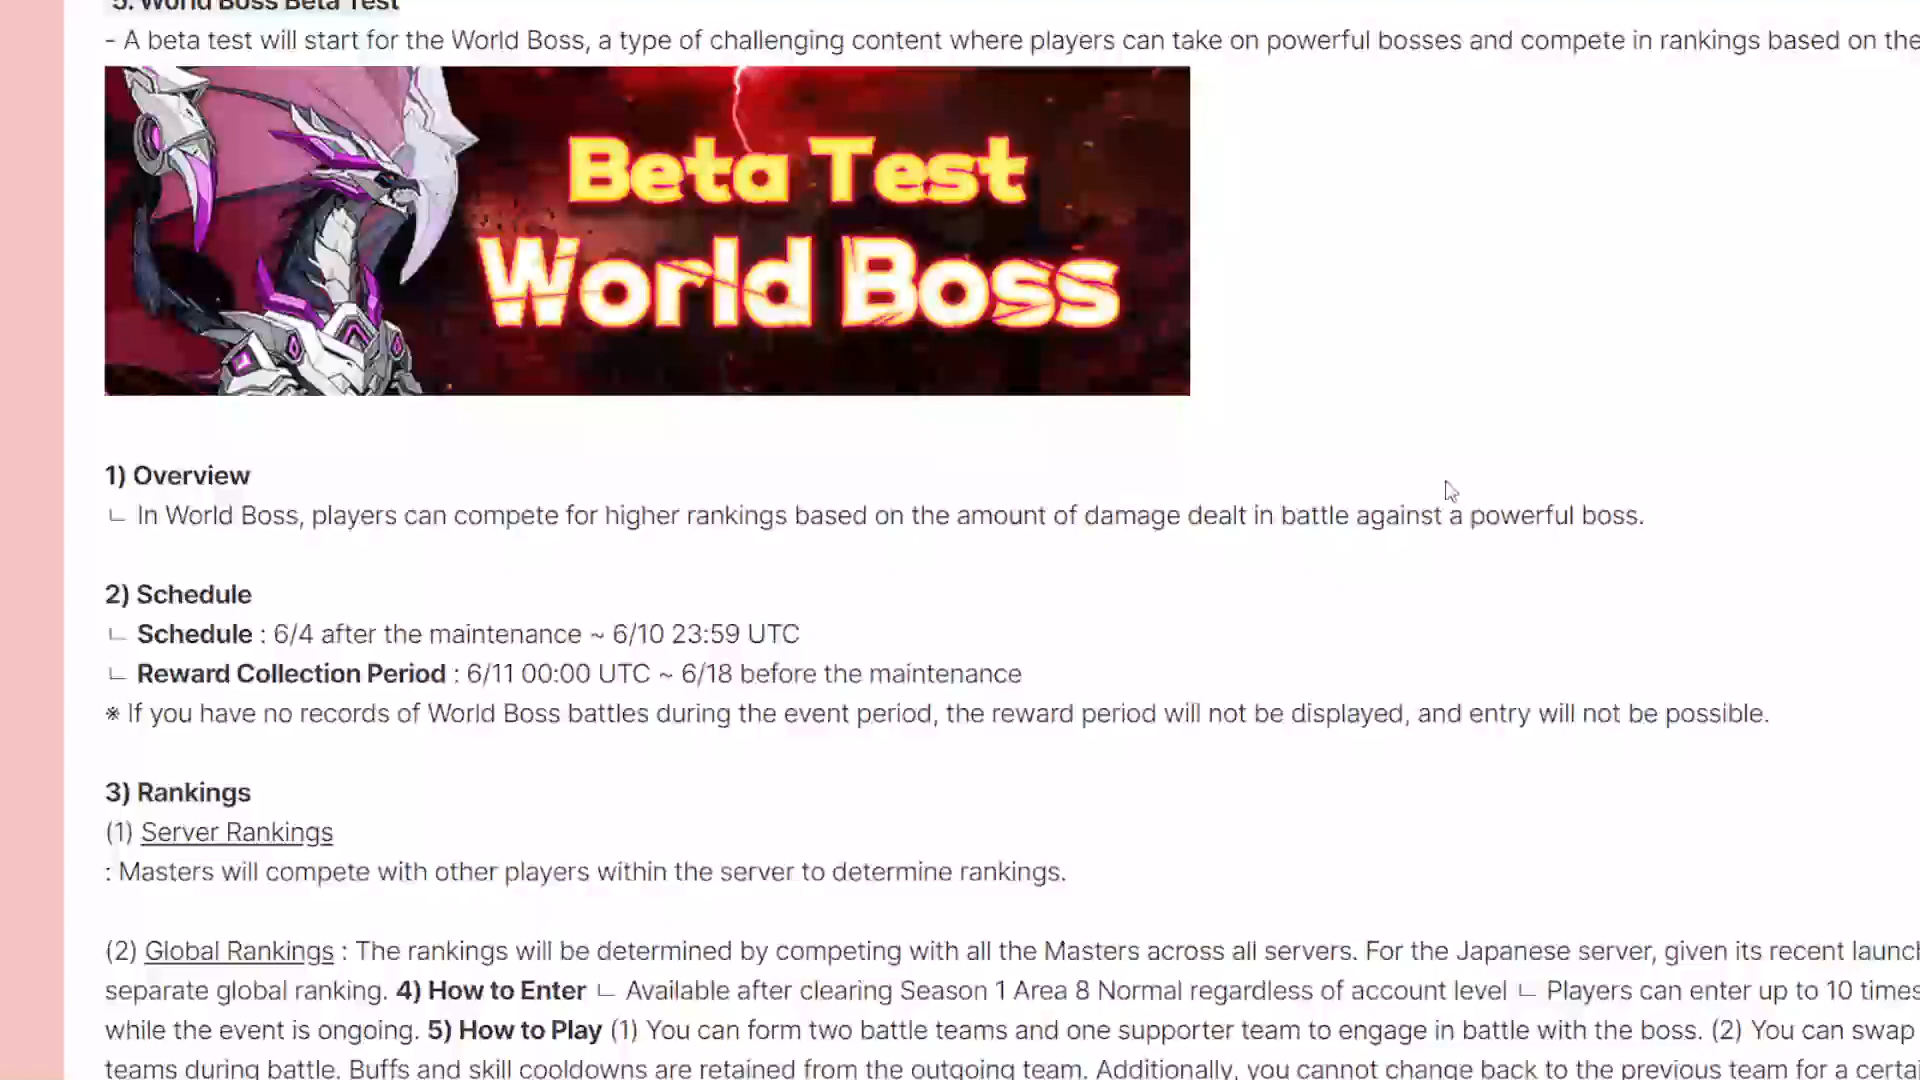 5. World Boss Beta Test
- A beta test will start for the World Boss, a type of challenging content where players can take on powerful bosses and compete in rankings based on the
Beta Test
World Boss
1) Overview
ㄴ In World Boss, players can compete for higher rankings based on the amount of damage dealt in battle against a powerful boss.
2) Schedule
ㄴ Schedule : 6/4 after the maintenance ~ 6/10 23:59 UTC
ㄴ Reward Collection Period : 6/11 00:00 UTC ~ 6/18 before the maintenance
※ If you have no records of World Boss battles during the event period, the reward period will not be displayed, and entry will not be possible.
3) Rankings
(1) Server Rankings
: Masters will compete with other players within the server to determine rankings.
(2) Global Rankings : The rankings will be determined by competing with all the Masters across all servers. For the Japanese server, given its recent
separate global ranking. 4) How to Enter ㄴ Available after clearing Season 1 Area 8 Normal regardless of account level ㄴ Players can enter up to 10 times
while the event is ongoing. 5) How to Play (1) You can form two battle teams and one supporter team to engage in battle with the boss. (2) You can swap
teams during battle. Buffs and skill cooldowns are retained from the outgoing team. Additionally, you cannot change back to the previous team for a